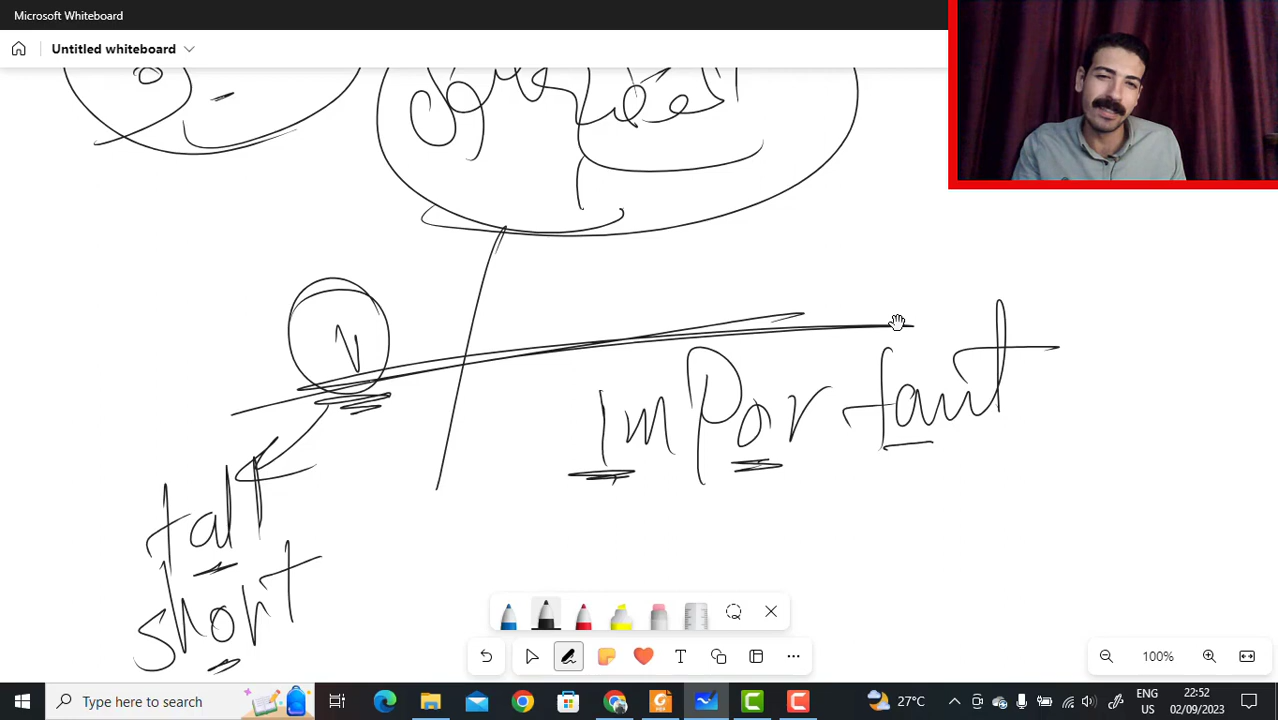 Microsoft Whiteboard
Untitled whiteboard
Important
tall
short
100%
Type here to search
27°C
ENG
US
22:52
02/09/2023